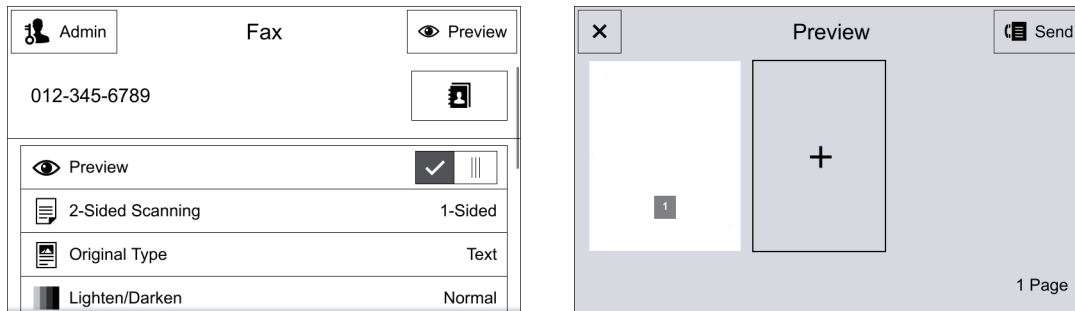 Admin
Fax
Preview
012-345-6789
Preview
2-Sided Scanning
1-Sided
Original Type
Text
Lighten/Darken
Normal
Preview
Send
1
1 Page